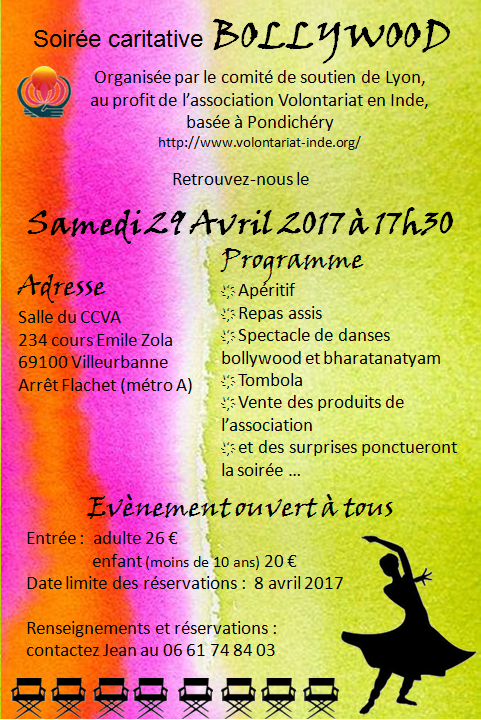 Soirée caritative BOLLYWOOD
Organisée par le comité de soutien de Lyon,
au profit de l'association Volontariat en Inde,
basée à Pondichéry
http://www.volontariat-inde.org/
Retrouvez-nous le
Samedi 29 Avril 2017 à 17h30
Adresse
Salle du CCVA
234 cours Emile Zola
69100 Villeurbanne
Arrêt Flachet (métro A)
Programme
Apéritif
Repas assis
Spectacle de danses
bollywood et bharatanatyam
Tombola
Vente des produits de
l'association
et des surprises ponctueront
la soirée ...
Evènement ouvert à tous
Entrée : adulte 26 €
enfant (moins de 10 ans) 20 €
Date limite des réservations : 8 avril 2017
Renseignements et réservations :
contactez Jean au 06 61 74 84 03